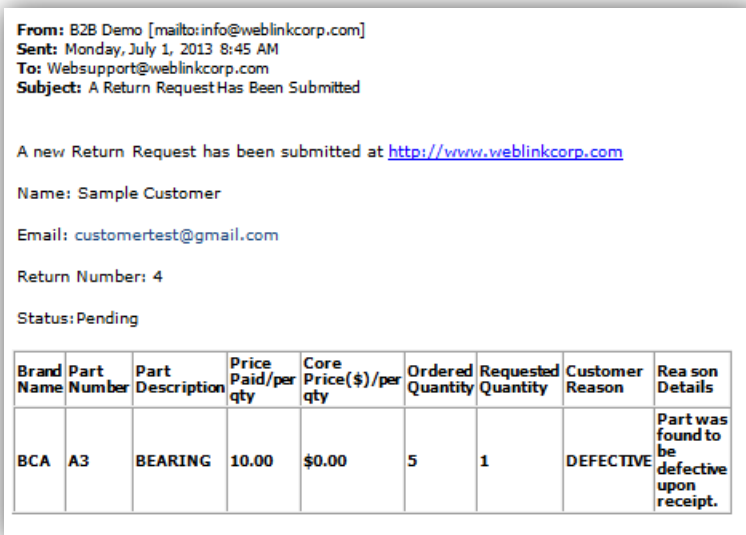 From: B2B Demo [mailto:info@weblinkcorp.com]
Sent: Monday, July 1, 2013 8:45 AM
To: Websupport@weblinkcorp.com
Subject: A Return Request Has Been Submitted
A new Return Request has been submitted at http://www.weblinkcorp.com
Name: Sample Customer
Email: customertest@gmail.com
Return Number: 4
Status:Pending
Brand Name
Part Number
Part Description
Price Paid/per qty
Core Price($)/per qty
Ordered Quantity
Requested Quantity
Customer Reason
Reason Details
BCA
A3
BEARING
10.00
$0.00
5
1
DEFECTIVE
Part was
found to
be
defective
upon
receipt.